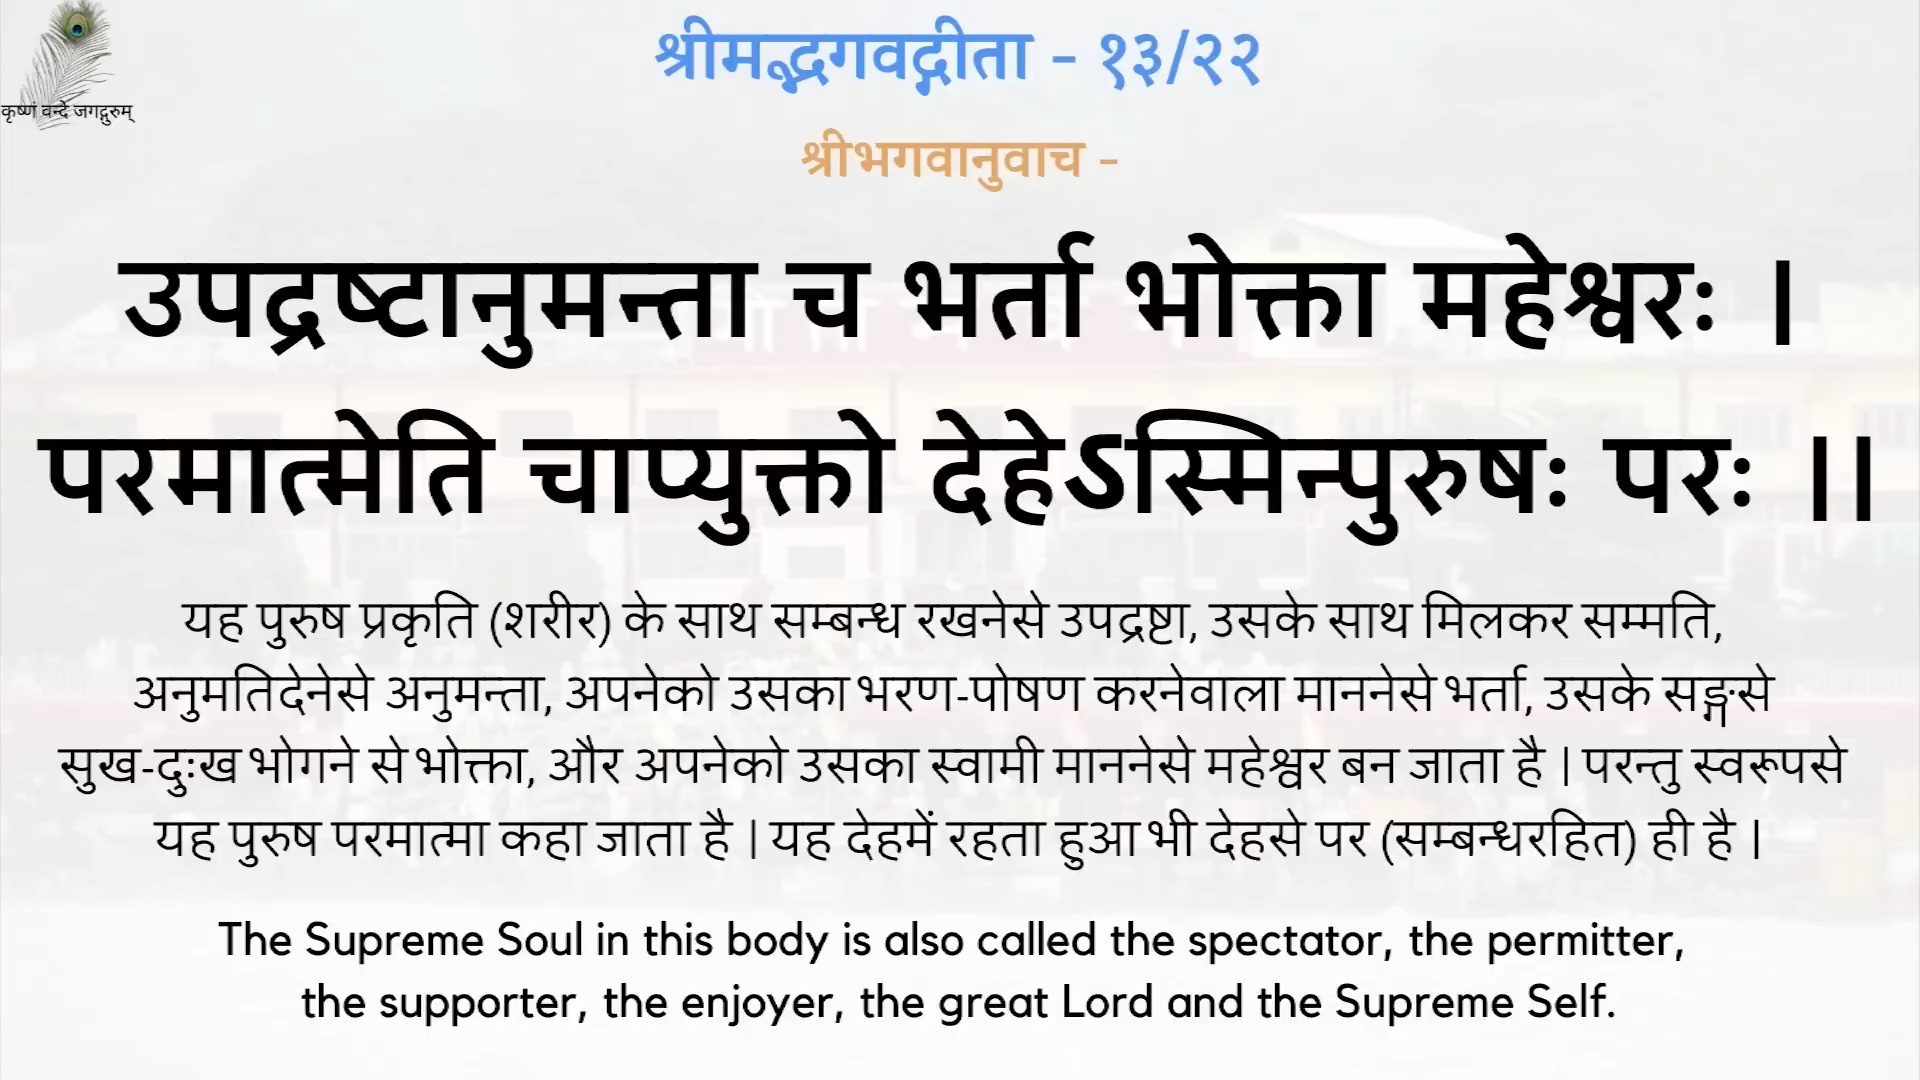 श्रीमद्भगवद्गीता - १३/२२
कृष्णं वन्दे जगद्गुरुम्
श्रीभगवानुवाच -
उपद्रष्टानुमन्ता च भर्ता भोक्ता महेश्वरः ।
परमात्मेति चाप्युक्तो देहेऽस्मिन्पुरुषः परः ।।
यह पुरुष प्रकृति (शरीर) के साथ सम्बन्ध रखनेसे उपद्रष्टा, उसके साथ मिलकर सम्मति,
अनुमतिदेनेसे अनुमन्ता, अपनेको उसका भरण-पोषण करनेवाला माननेसे भर्ता, उसके सङ्गसे
सुख-दुःख भोगने से भोक्ता, और अपनेको उसका स्वामी माननेसे महेश्वर बन जाता है | परन्तु स्वरूपसे
यह पुरुष परमात्मा कहा जाता है | यह देहमें रहता हुआ भी देहसे पर (सम्बन्धरहित) ही है |
The Supreme Soul in this body is also called the spectator, the permitter,
the supporter, the enjoyer, the great Lord and the Supreme Self.